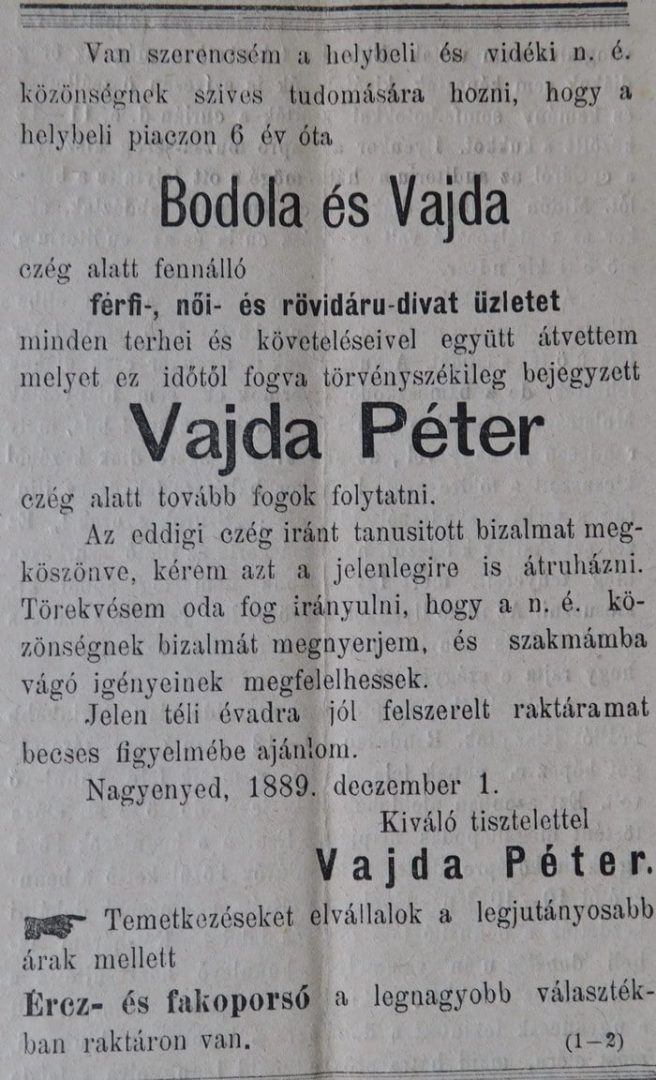 Van szerencsém a helybeli és vidéki n. é.
közönségnek szives tudomására hozni, hogy a
helybeli piaczon 6 év óta
Bodola és Vajda
czég alatt fennálló
férfi-, női- és rövidáru-divat üzletet
minden terhei és követeléseivel együtt átvettem
melyet ez időtől fogva törvényszékileg bejegyzett
Vajda Péter
czég alatt tovább fogok folytatni.
Az eddigi czég iránt tanusitott bizalmat meg-
köszönve, kérem azt a jelenlegire is átruházni.
Törekvésem oda fog irányulni, hogy a n. é. kö-
zönségnek bizalmát megnyerjem, és szakmámba
vágó igényeinek megfelelhessek.
Jelen téli évadra jól felszerelt raktáramat
becses figyelmébe ajánlom.
Nagyenyed, 1889. deczember 1.
Kiváló tisztelettel
Vajda Péter.
Temetkezéseket elvállalok a legjutányosabb
árak mellett
Ércz- és fakoporsó a legnagyobb választék-
ban raktáron van. (1—2)